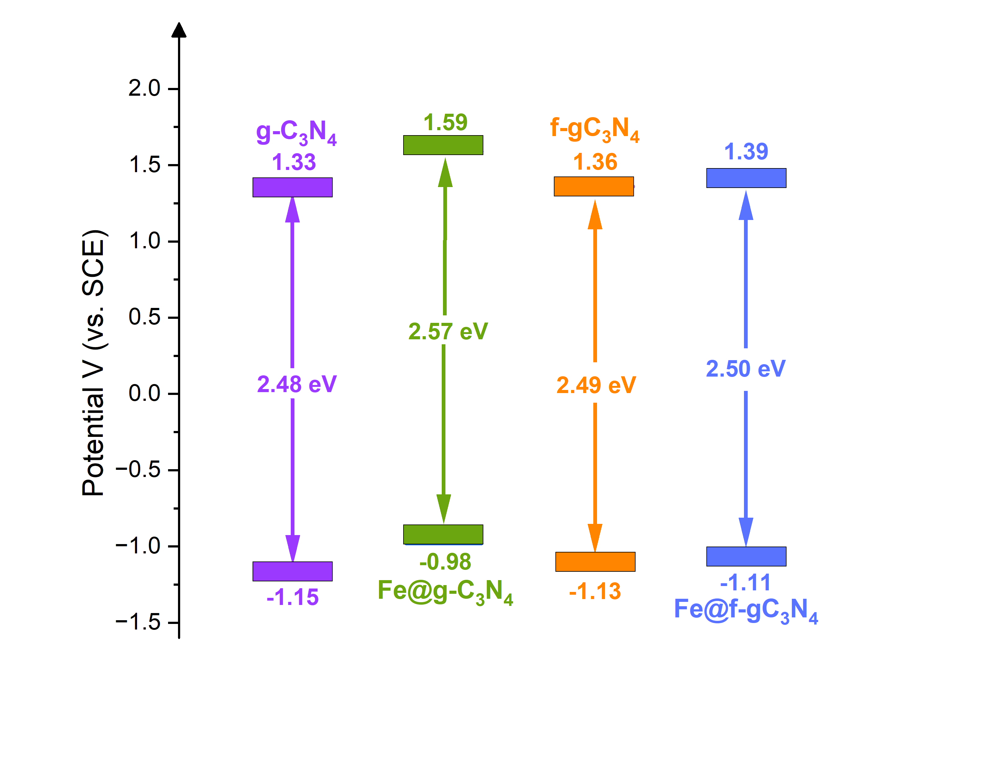 Potential V (vs. SCE)
2.0
1.5
1.0
0.5
0.0
−0.5
−1.0
−1.5
g-C₃N₄
1.33
2.48 eV
-1.15
1.59
2.57 eV
-0.98
Fe@g-C₃N₄
f-gC₃N₄
1.36
2.49 eV
-1.13
1.39
2.50 eV
-1.11
Fe@f-gC₃N₄